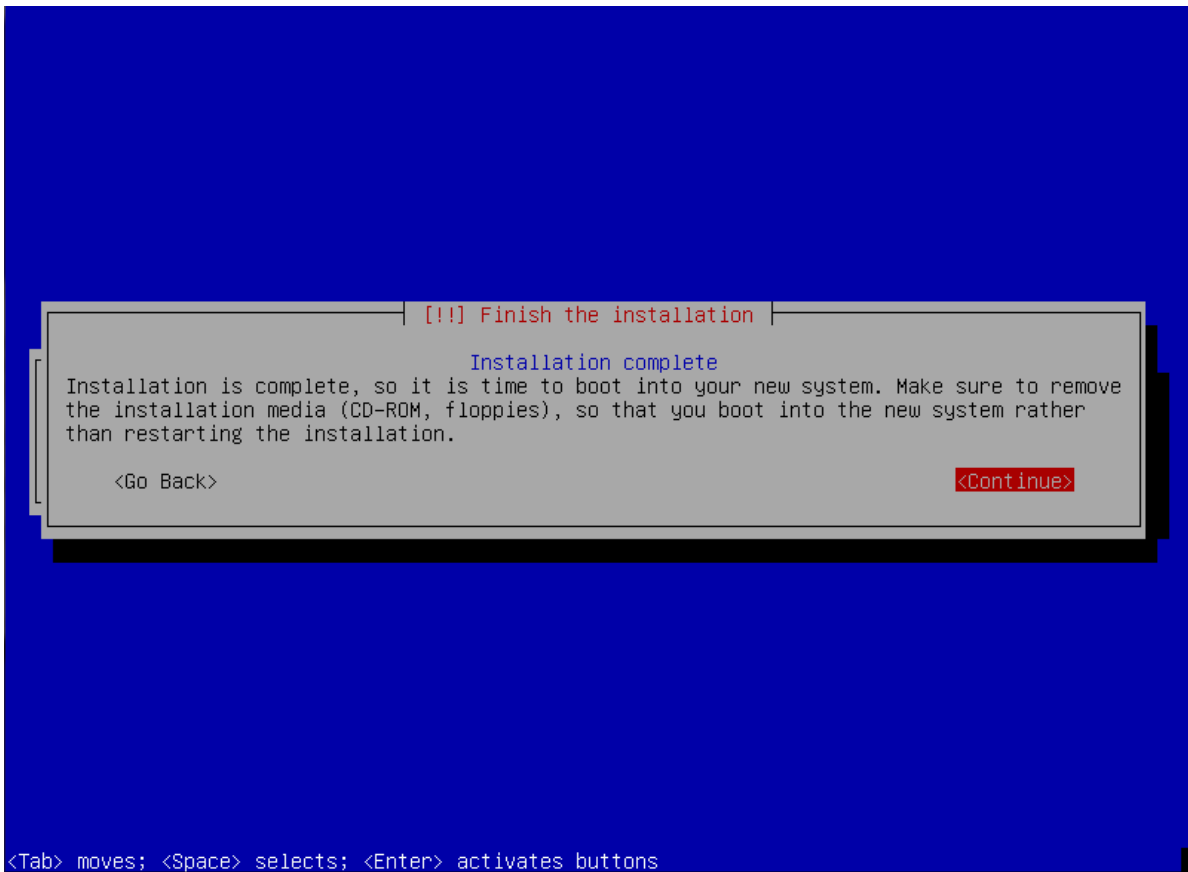 [!!] Finish the installation
Installation complete
Installation is complete, so it is time to boot into your new system. Make sure to remove
the installation media (CD-ROM, floppies), so that you boot into the new system rather
than restarting the installation.
<Go Back> <Continue>
<Tab> moves; <Space> selects; <Enter> activates buttons